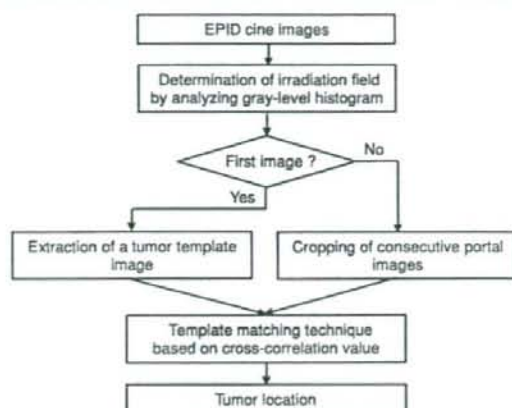 EPID cine images
Determination of irradiation field
by analyzing gray-level histogram
First image ?
No
Yes
Extraction of a tumor template
image
Cropping of consecutive portal
images
Template matching technique
based on cross-correlation value
Tumor location